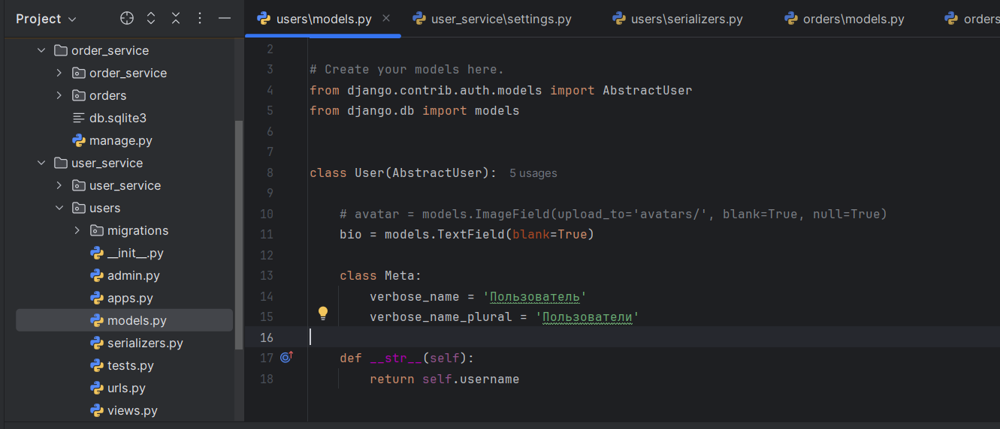 Project
users\models.py
user_service\settings.py
users\serializers.py
orders\models.py
orders
order_service
order_service
orders
db.sqlite3
manage.py
user_service
user_service
users
migrations
__init__.py
admin.py
apps.py
models.py
serializers.py
tests.py
urls.py
views.py
2
3 # Create your models here.
4 from django.contrib.auth.models import AbstractUser
5 from django.db import models
6
7
8 class User(AbstractUser): 5 usages
9
10 # avatar = models.ImageField(upload_to='avatars/', blank=True, null=True)
11 bio = models.TextField(blank=True)
12
13 class Meta:
14 verbose_name = 'Пользователь'
15 verbose_name_plural = 'Пользователи'
16
17 def __str__(self):
18 return self.username